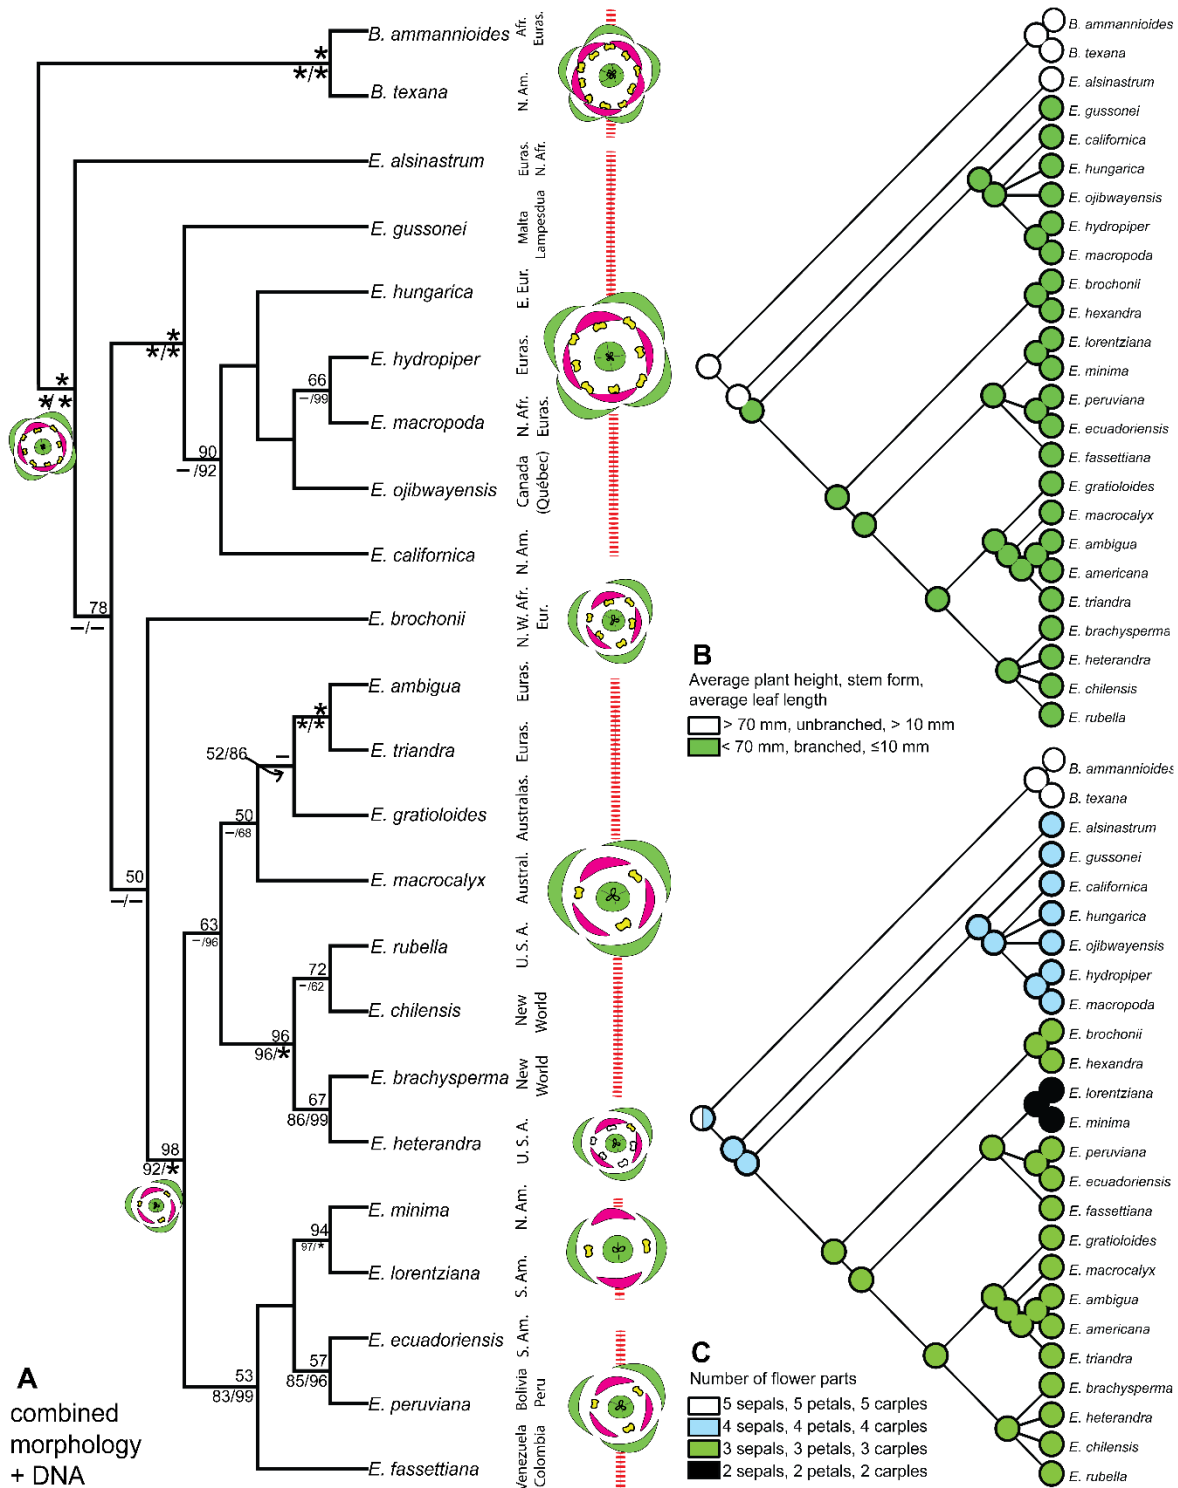 B. ammannioides
Afr.
Euras.
*
*/*
B. texana
N. Am.
E. alsinastrum
Euras.
N. Afr.
E. gussonei
Malta
Lampesdua
*
*/*
E. hungarica
E. Eur.
E. hydropiper
Euras.
66
–/99
*
*/*
E. macropoda
N. Afr.
Euras.
90
–/92
E. ojibwayensis
Canada
(Québec)
E. californica
N. Am.
78
–/–
E. brochonii
N. W. Afr.
Eur.
E. ambigua
Euras.
*
*/*
52/86
–
E. triandra
Euras.
E. gratioloides
Australas.
50
–/68
E. macrocalyx
Austral.
50
–/–
63
–/96
E. rubella
U. S. A.
72
–/62
E. chilensis
New
World
96
96/*
E. brachysperma
New
World
67
86/99
E. heterandra
U. S. A
98
92/*
E. minima
N. Am.
94
97/*
E. lorentziana
S. Am.
E. ecuadoriensis
S. Am.
57
85/96
53
83/99
E. peruviana
Bolivia
Peru
E. fassettiana
Venezuela
Colombia
A
combined
morphology
+ DNA
B. ammannioides
B. texana
E. alsinastrum
E. gussonei
E. californica
E. hungarica
E. ojibwayensis
E. hydropiper
E. macropoda
E. brochonii
E. hexandra
E. lorentziana
E. minima
E. peruviana
E. ecuadoriensis
E. fassettiana
E. gratioloides
E. macrocalyx
E. ambigua
E. americana
E. triandra
E. brachysperma
E. heterandra
E. chilensis
E. rubella
B
Average plant height, stem form,
average leaf length
> 70 mm, unbranched, > 10 mm
< 70 mm, branched, ≤10 mm
B. ammannioides
B. texana
E. alsinastrum
E. gussonei
E. californica
E. hungarica
E. ojibwayensis
E. hydropiper
E. macropoda
E. brochonii
E. hexandra
E. lorentziana
E. minima
E. peruviana
E. ecuadoriensis
E. fassettiana
E. gratioloides
E. macrocalyx
E. ambigua
E. americana
E. triandra
E. brachysperma
E. heterandra
E. chilensis
E. rubella
C
Number of flower parts
5 sepals, 5 petals, 5 carples
4 sepals, 4 petals, 4 carples
3 sepals, 3 petals, 3 carples
2 sepals, 2 petals, 2 carples